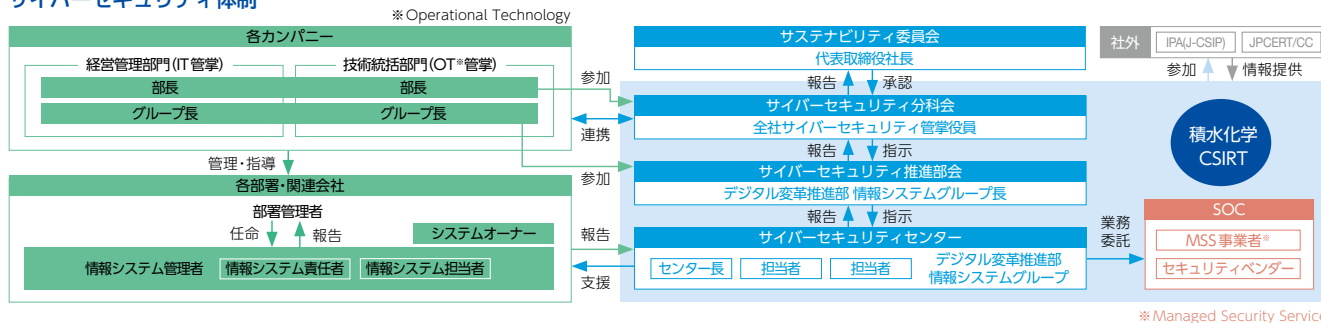 サイバーセキュリティ体制
※Operational Technology
各カンパニー
経営管理部門(IT管掌)
技術統括部門(OT※管掌)
部長
部長
グループ長
グループ長
管理・指導
各部署・関連会社
部署管理者
任命
報告
システムオーナー
情報システム管理者
情報システム責任者
情報システム担当者
参加
連携
参加
報告
支援
サステナビリティ委員会
代表取締役社長
報告
承認
サイバーセキュリティ分科会
全社サイバーセキュリティ管掌役員
報告
指示
サイバーセキュリティ推進部会
デジタル変革推進部 情報システムグループ長
報告
指示
サイバーセキュリティセンター
センター長
担当者
担当者
デジタル変革推進部
情報システムグループ
社外
IPA(J-CSIP)
JPCERT/CC
参加
情報提供
積水化学
CSIRT
業務
委託
SOC
MSS事業者※
セキュリティベンダー
※Managed Security Service